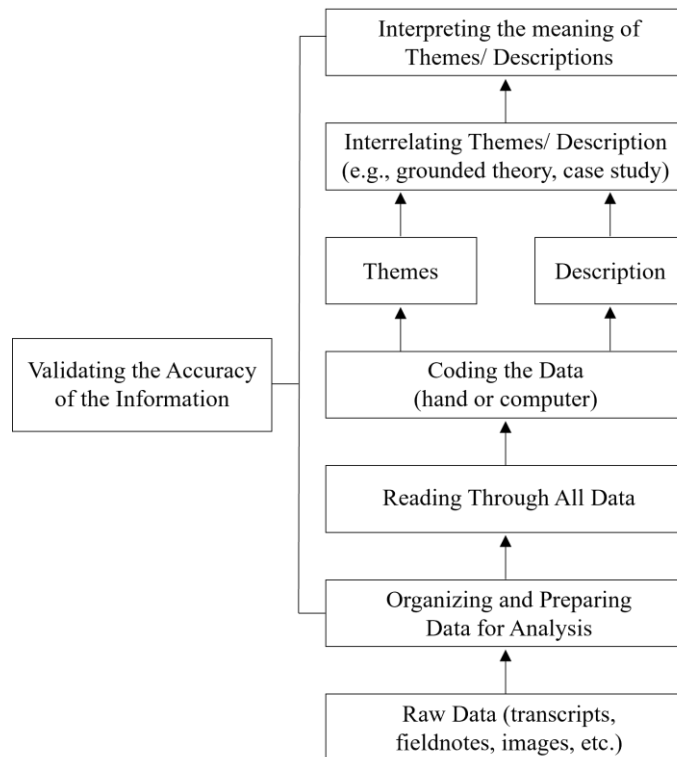 Interpreting the meaning of
Themes/ Descriptions
Interrelating Themes/ Description
(e.g., grounded theory, case study)
Themes
Description
Validating the Accuracy
of the Information
Coding the Data
(hand or computer)
Reading Through All Data
Organizing and Preparing
Data for Analysis
Raw Data (transcripts,
fieldnotes, images, etc.)